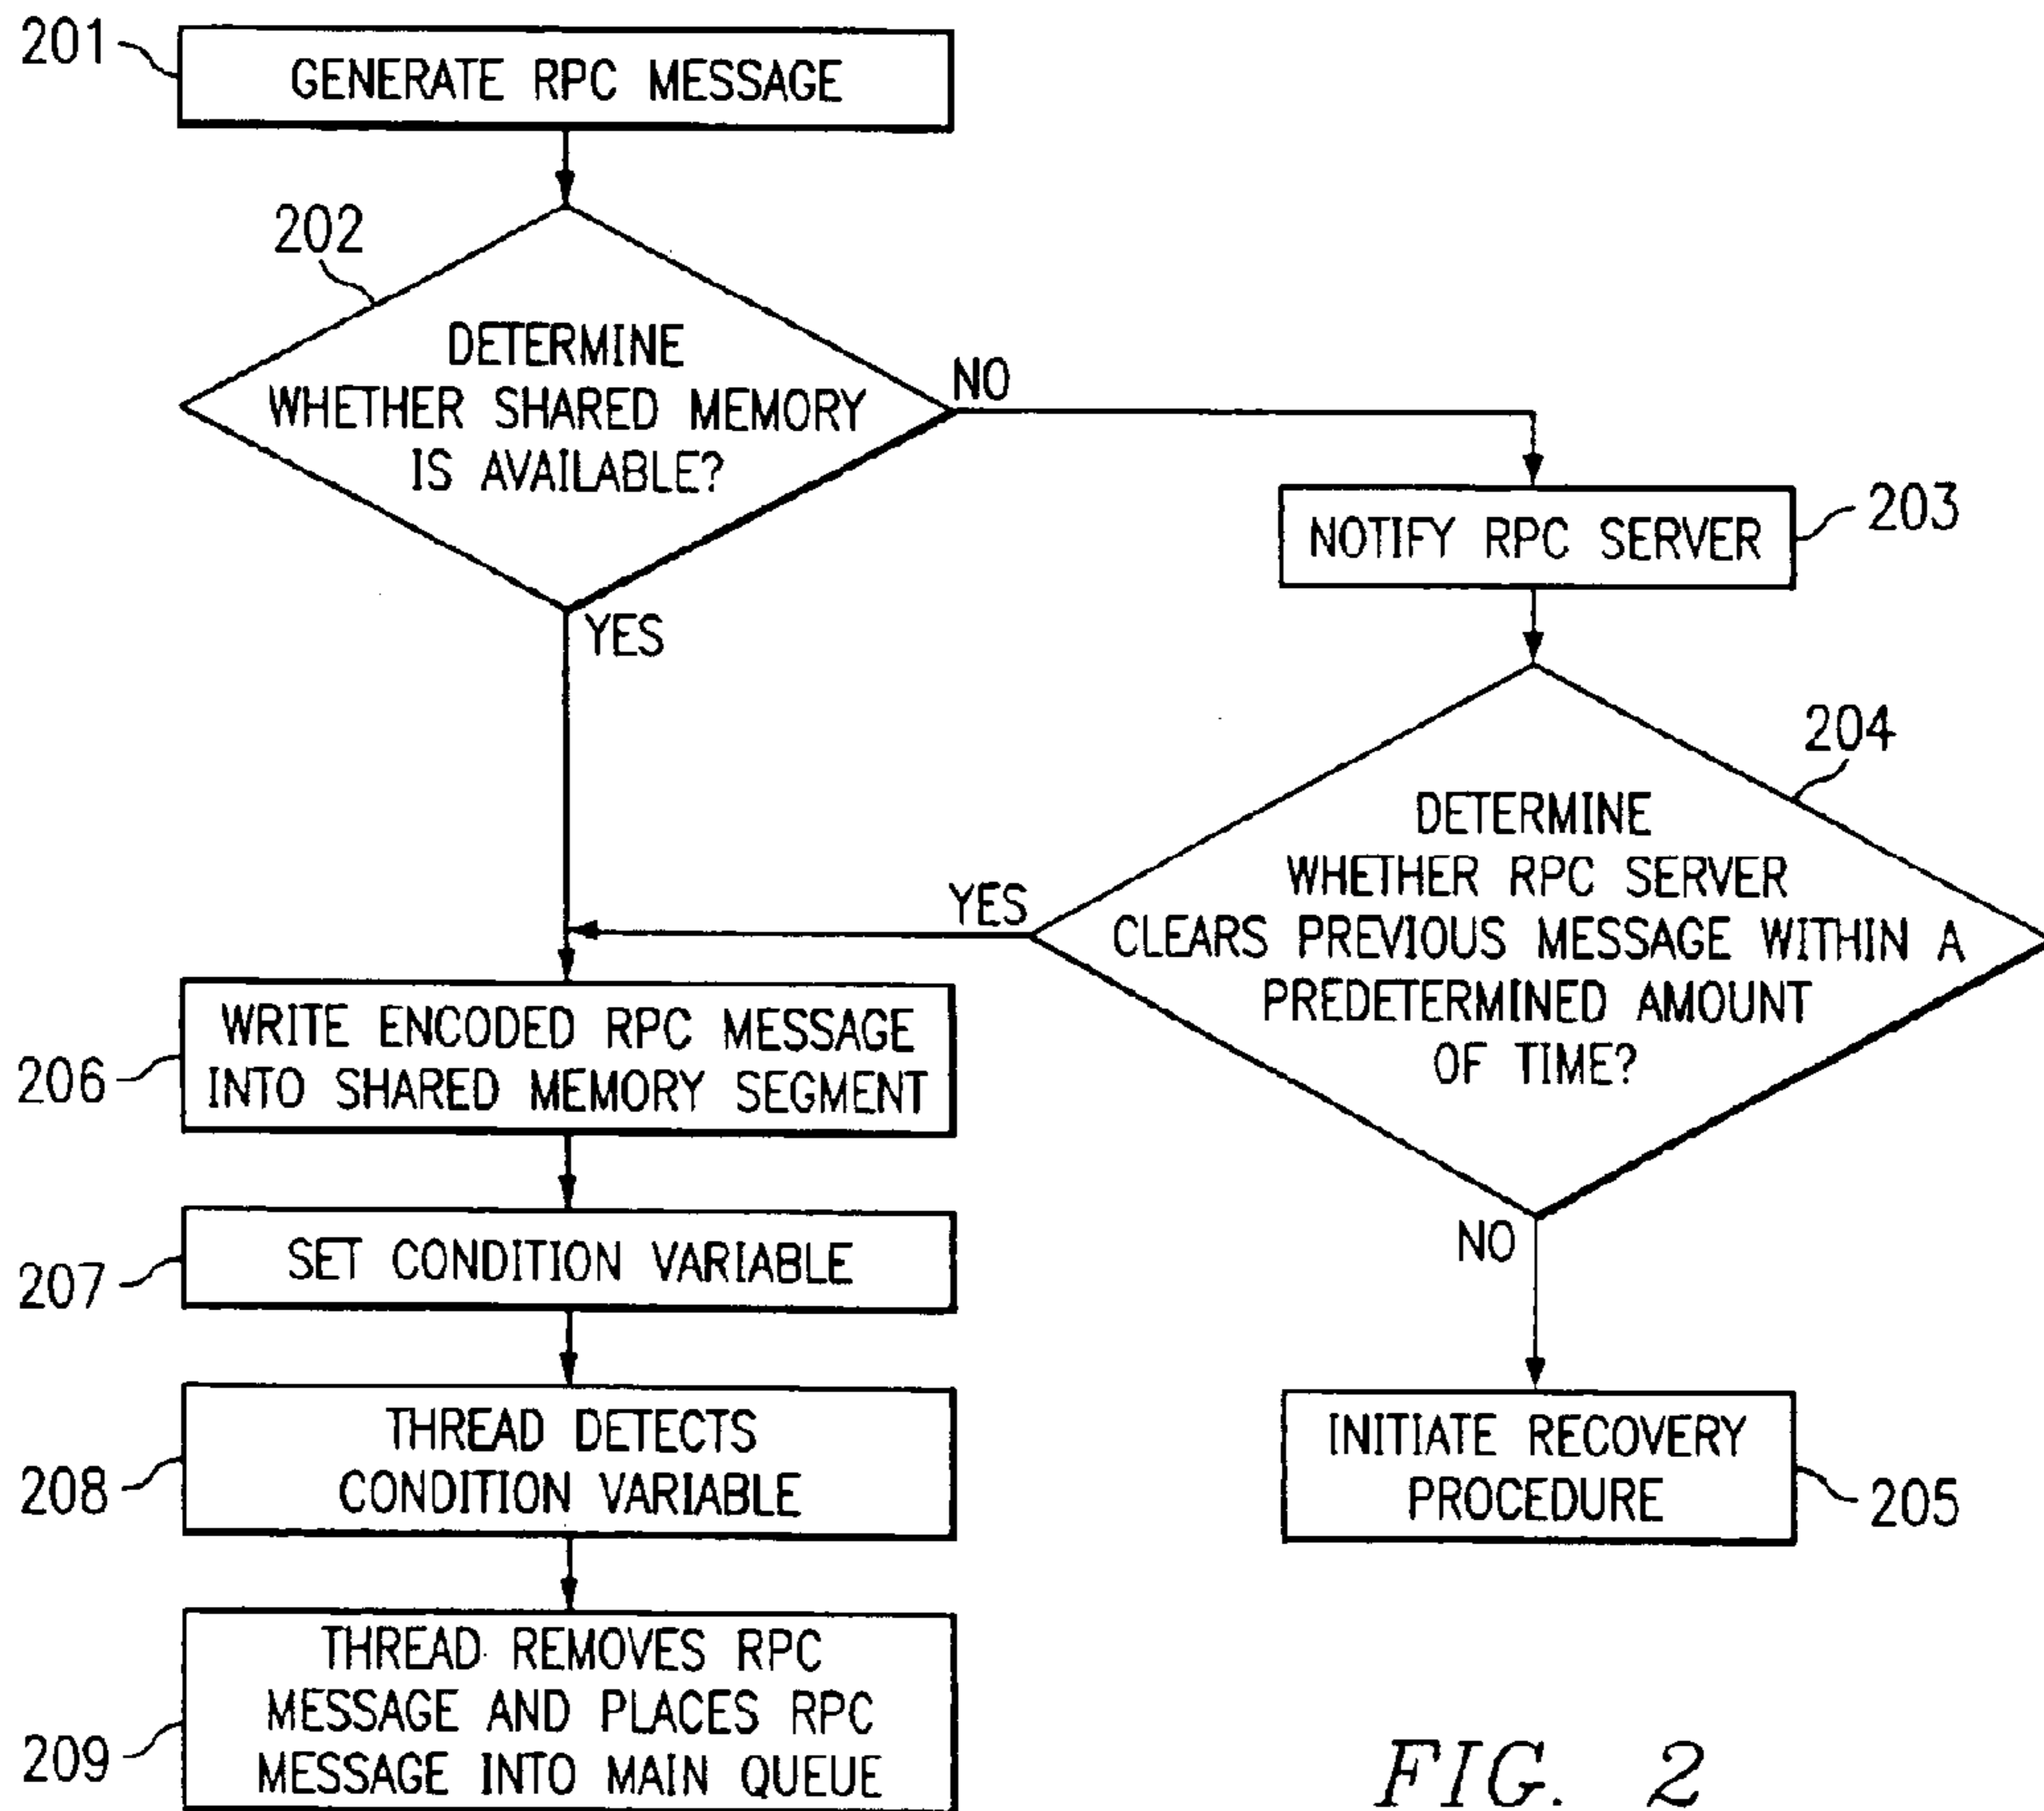 201
GENERATE RPC MESSAGE
202
DETERMINE
WHETHER SHARED MEMORY
IS AVAILABLE?
NO
YES
NOTIFY RPC SERVER
203
204
DETERMINE
WHETHER RPC SERVER
CLEARS PREVIOUS MESSAGE WITHIN A
PREDETERMINED AMOUNT
OF TIME?
YES
NO
INITIATE RECOVERY
PROCEDURE
205
WRITE ENCODED RPC MESSAGE
INTO SHARED MEMORY SEGMENT
206
SET CONDITION VARIABLE
207
THREAD DETECTS
CONDITION VARIABLE
208
THREAD REMOVES RPC
MESSAGE AND PLACES RPC
MESSAGE INTO MAIN QUEUE
209
FIG. 2